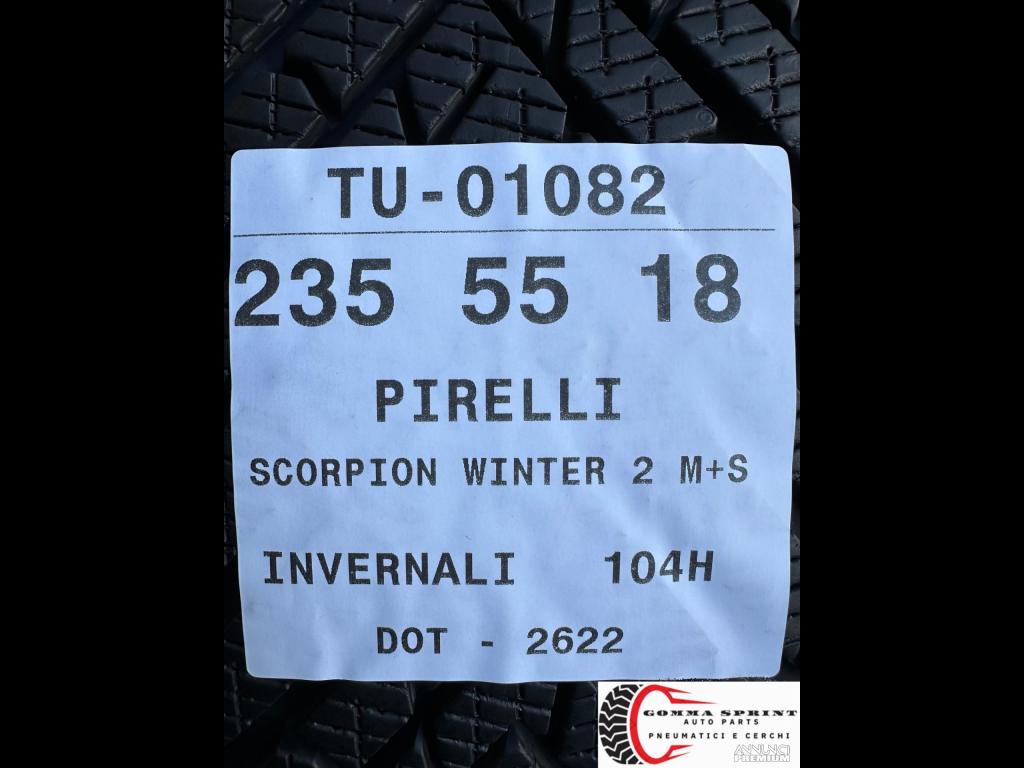 TU-01082
235 55 18
PIRELLI
SCORPION WINTER 2 M+S
INVERNALI 104H
DOT - 2622
GOMMA SPRINT
AUTO PARTS
PNEUMATICI E CERCHI
ANNUNCI
PREMIUM